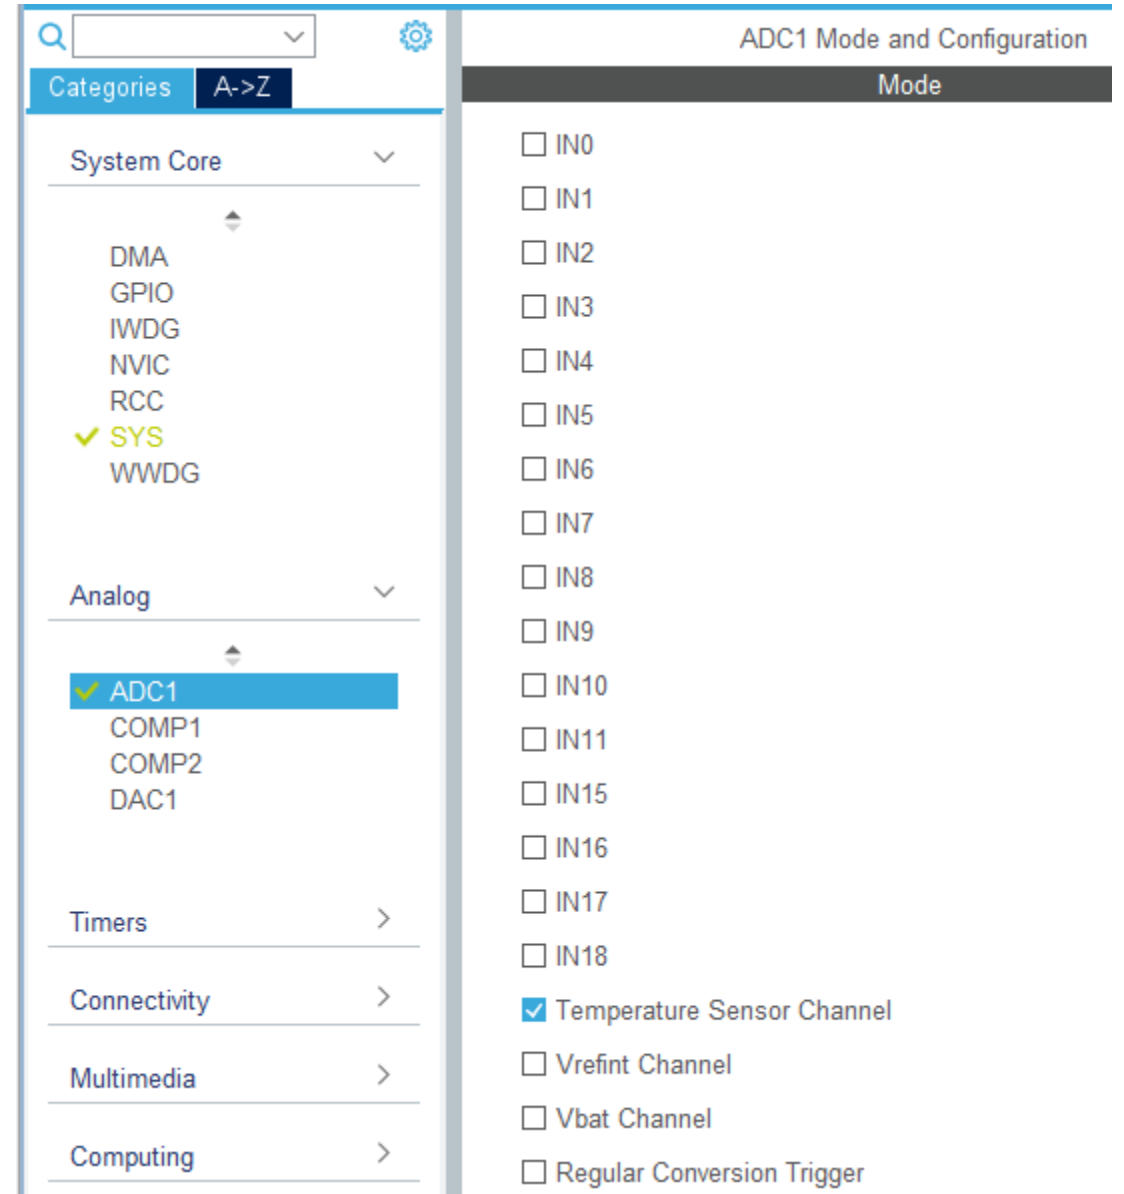 Categories
A->Z
System Core
DMA
GPIO
IWDG
NVIC
RCC
SYS
WWDG
Analog
ADC1
COMP1
COMP2
DAC1
Timers
Connectivity
Multimedia
Computing
ADC1 Mode and Configuration
Mode
IN0
IN1
IN2
IN3
IN4
IN5
IN6
IN7
IN8
IN9
IN10
IN11
IN15
IN16
IN17
IN18
Temperature Sensor Channel
Vrefint Channel
Vbat Channel
Regular Conversion Trigger